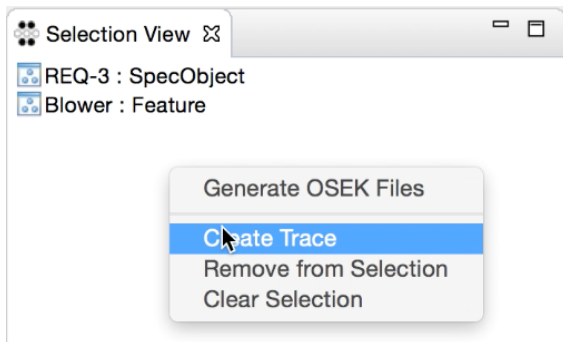 Selection View
REQ-3 : SpecObject
Blower : Feature
Generate OSEK Files
Create Trace
Remove from Selection
Clear Selection